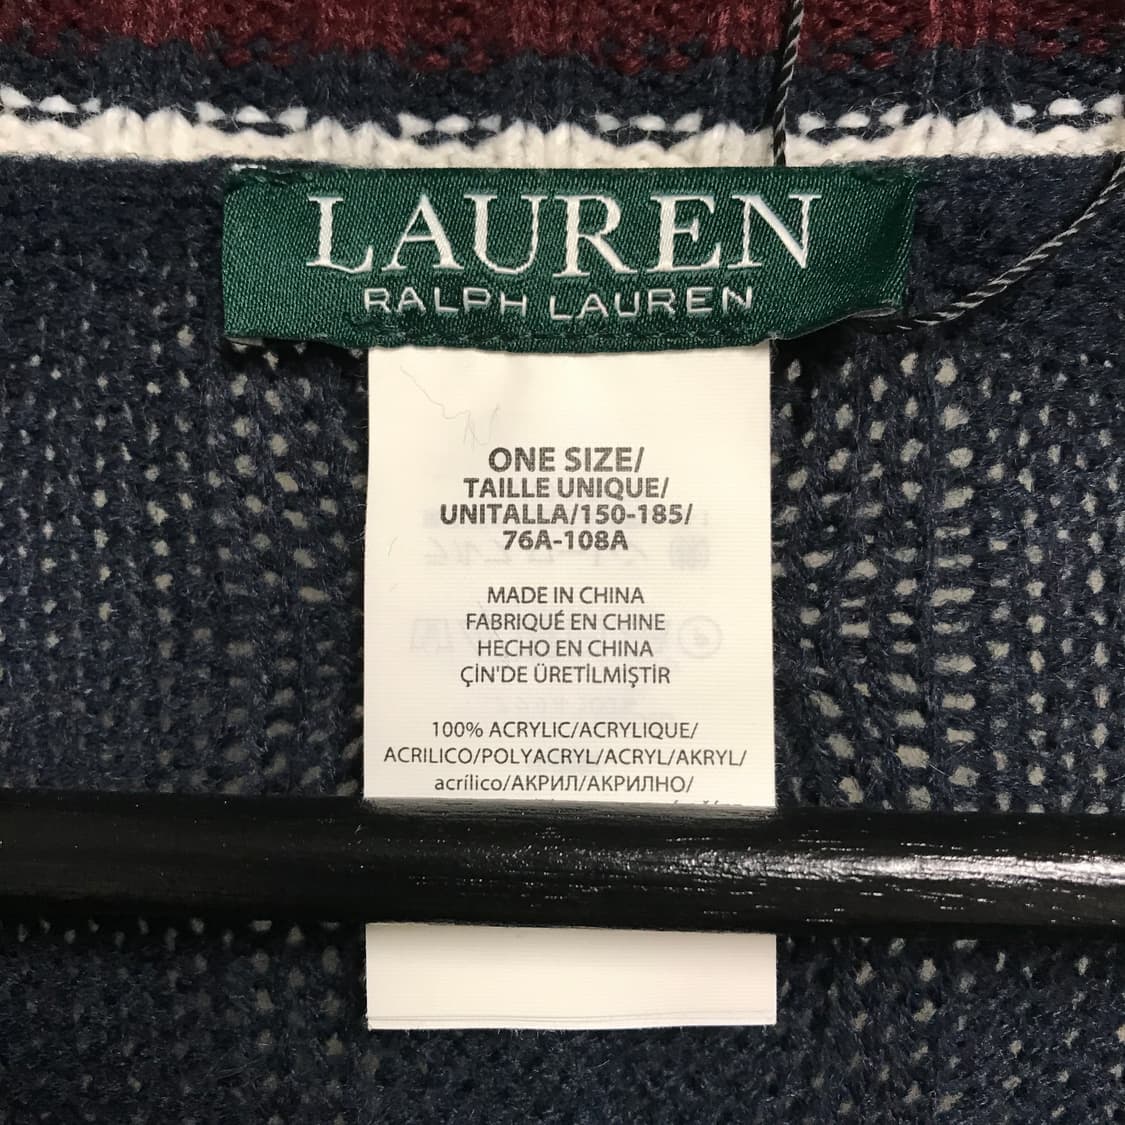 LAUREN
RALPH LAUREN
ONE SIZE/
TAILLE UNIQUE/
UNITALLA/150-185/
76A-108A
MADE IN CHINA
FABRIQUÉ EN CHINE
HECHO EN CHINA
ÇİN'DE ÜRETİLMİŞTİR
100% ACRYLIC/ACRYLIQUE/
ACRILICO/POLYACRYL/ACRYL/AKRYL/
acrílico/АКРИЛ/АКРИЛНО/